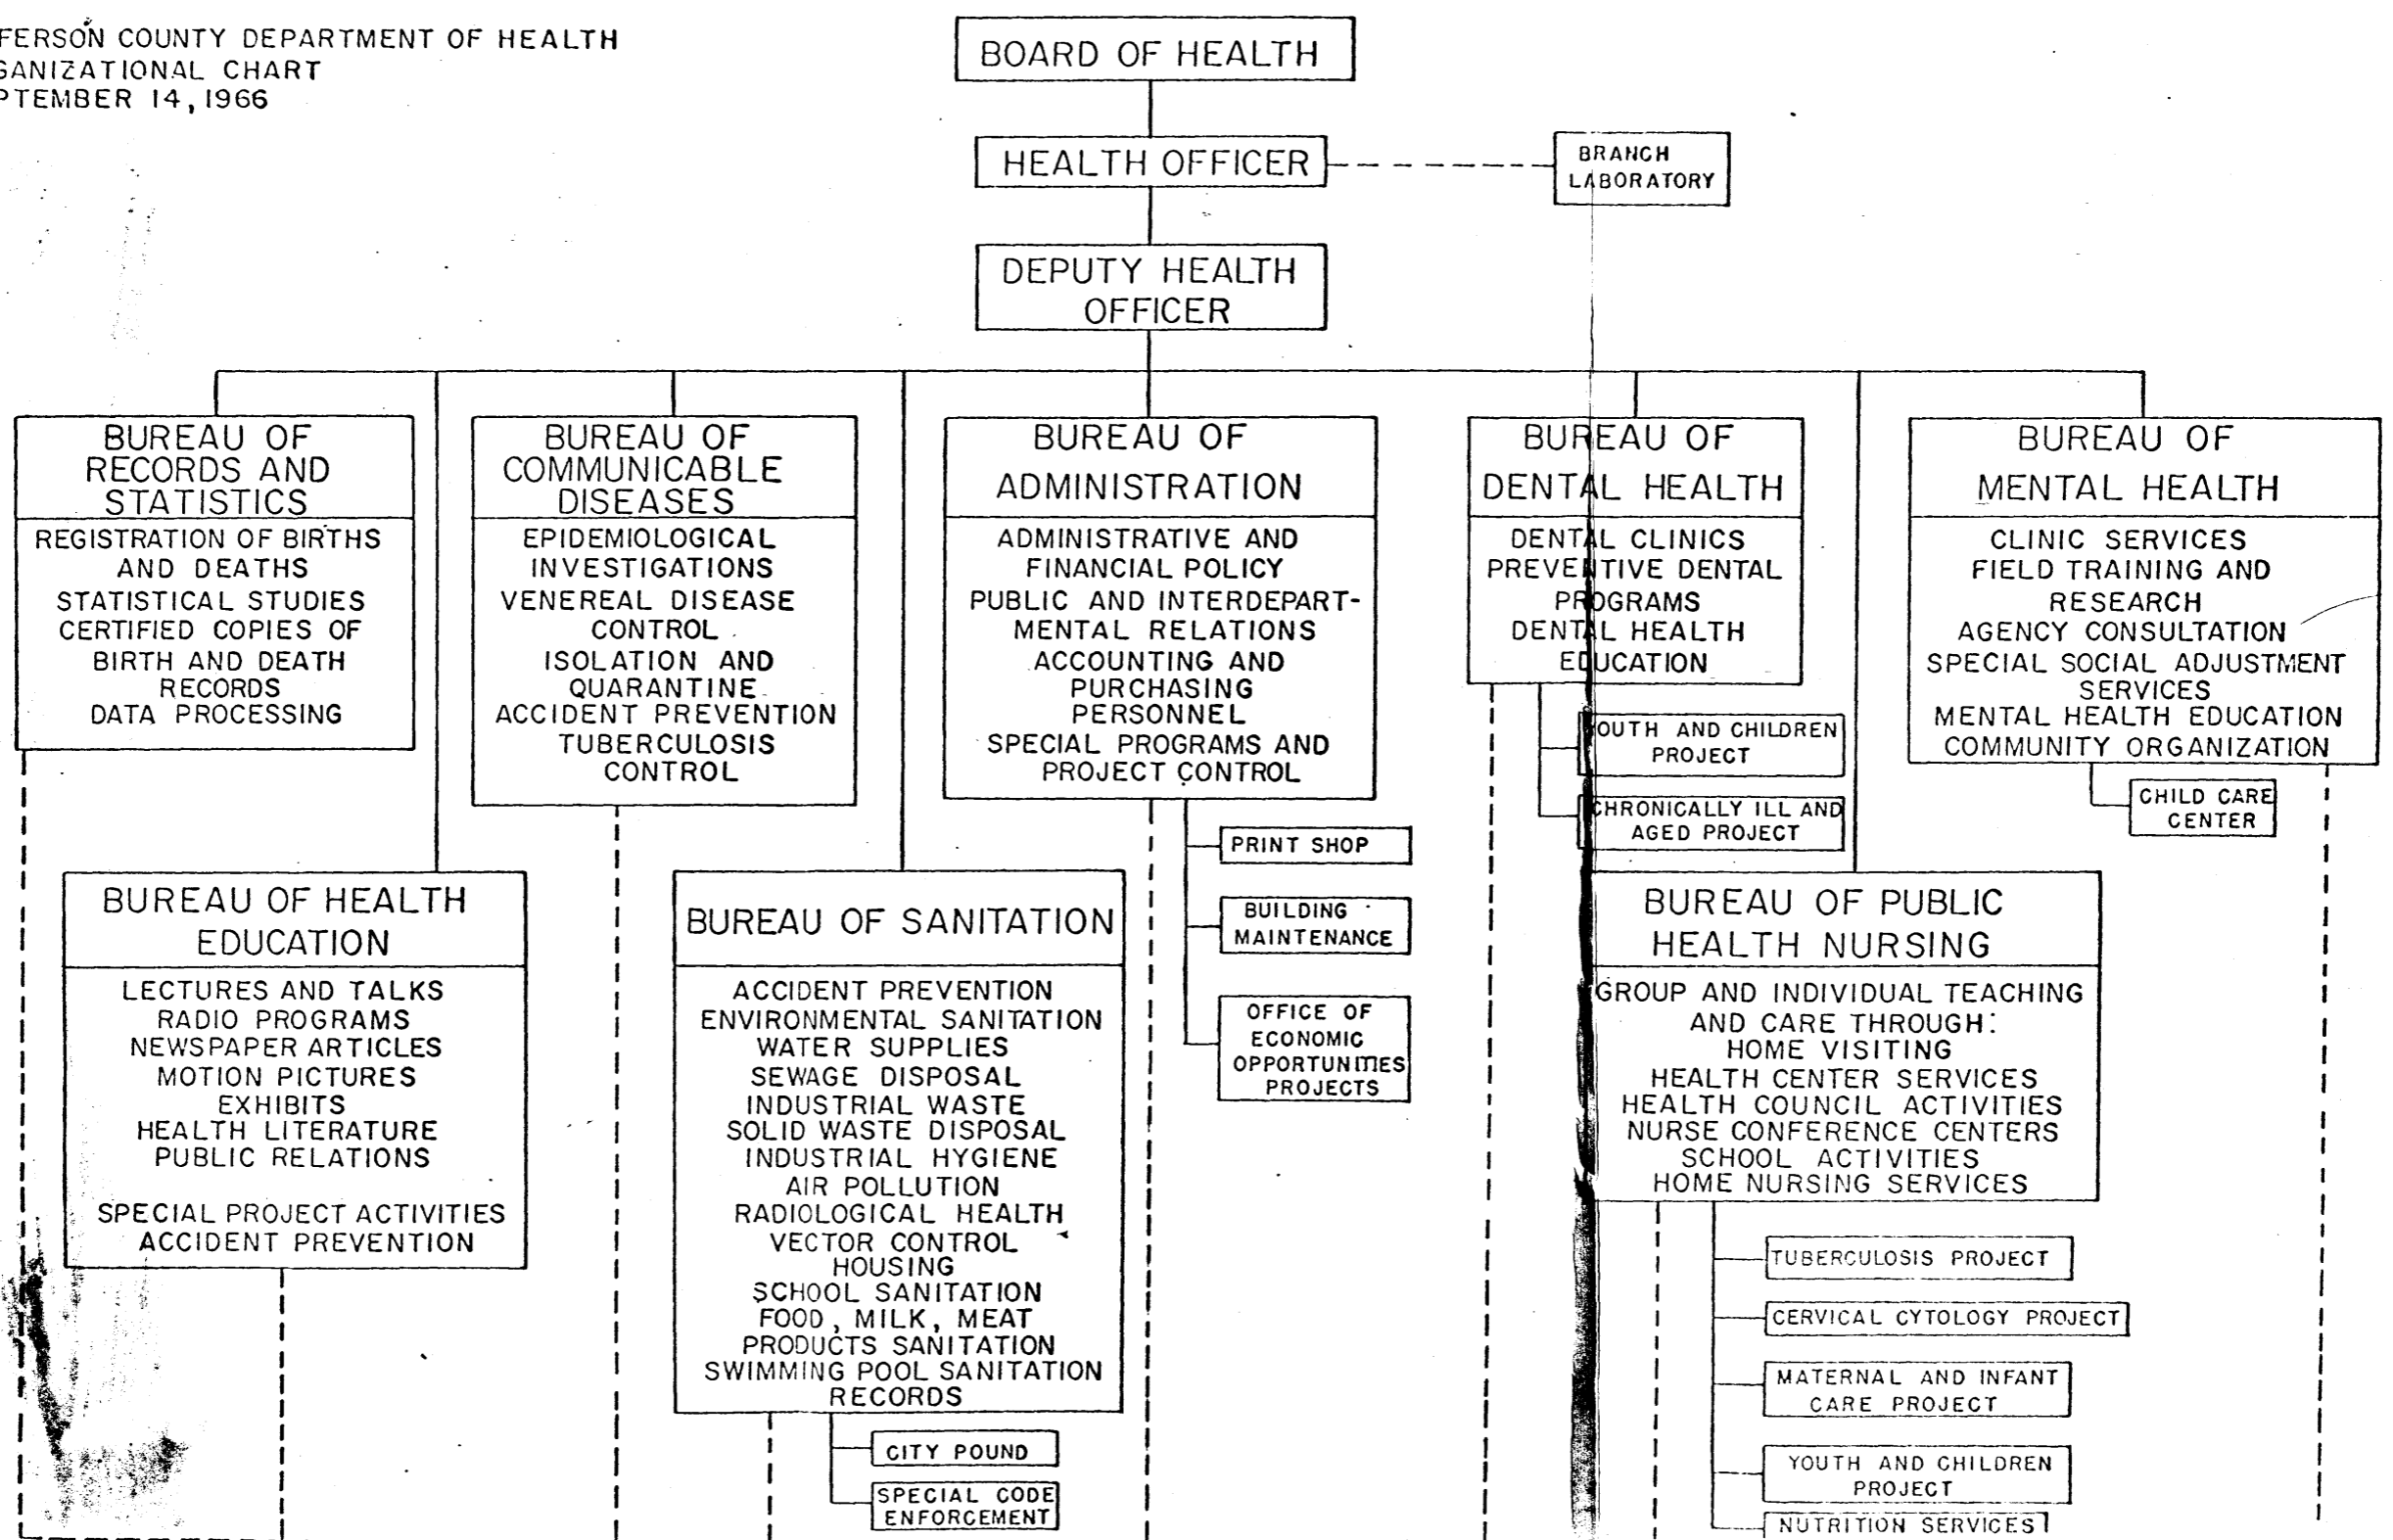 FERSON COUNTY DEPARTMENT OF HEALTH
GANIZATIONAL CHART
PTEMBER 14, 1966
BOARD OF HEALTH
HEALTH OFFICER
BRANCH
LABORATORY
DEPUTY HEALTH
OFFICER
BUREAU OF
RECORDS AND
STATISTICS
REGISTRATION OF BIRTHS
AND DEATHS
STATISTICAL STUDIES
CERTIFIED COPIES OF
BIRTH AND DEATH
RECORDS
DATA PROCESSING
BUREAU OF
COMMUNICABLE
DISEASES
EPIDEMIOLOGICAL
INVESTIGATIONS
VENEREAL DISEASE
CONTROL
ISOLATION AND
QUARANTINE
ACCIDENT PREVENTION
TUBERCULOSIS
CONTROL
BUREAU OF
ADMINISTRATION
ADMINISTRATIVE AND
FINANCIAL POLICY
PUBLIC AND INTERDEPART-
MENTAL RELATIONS
ACCOUNTING AND
PURCHASING
PERSONNEL
SPECIAL PROGRAMS AND
PROJECT CONTROL
PRINT SHOP
BUILDING
MAINTENANCE
OFFICE OF
ECONOMIC
OPPORTUNITIES
PROJECTS
BUREAU OF
DENTAL HEALTH
DENTAL CLINICS
PREVENTIVE DENTAL
PROGRAMS
DENTAL HEALTH
EDUCATION
YOUTH AND CHILDREN
PROJECT
CHRONICALLY ILL AND
AGED PROJECT
BUREAU OF
MENTAL HEALTH
CLINIC SERVICES
FIELD TRAINING AND
RESEARCH
AGENCY CONSULTATION
SPECIAL SOCIAL ADJUSTMENT
SERVICES
MENTAL HEALTH EDUCATION
COMMUNITY ORGANIZATION
CHILD CARE
CENTER
BUREAU OF HEALTH
EDUCATION
LECTURES AND TALKS
RADIO PROGRAMS
NEWSPAPER ARTICLES
MOTION PICTURES
EXHIBITS
HEALTH LITERATURE
PUBLIC RELATIONS
SPECIAL PROJECT ACTIVITIES
ACCIDENT PREVENTION
BUREAU OF SANITATION
ACCIDENT PREVENTION
ENVIRONMENTAL SANITATION
WATER SUPPLIES
SEWAGE DISPOSAL
INDUSTRIAL WASTE
SOLID WASTE DISPOSAL
INDUSTRIAL HYGIENE
AIR POLLUTION
RADIOLOGICAL HEALTH
VECTOR CONTROL
HOUSING
SCHOOL SANITATION
FOOD, MILK, MEAT
PRODUCTS SANITATION
SWIMMING POOL SANITATION
RECORDS
CITY POUND
SPECIAL CODE
ENFORCEMENT
BUREAU OF PUBLIC
HEALTH NURSING
GROUP AND INDIVIDUAL TEACHING
AND CARE THROUGH:
HOME VISITING
HEALTH CENTER SERVICES
HEALTH COUNCIL ACTIVITIES
NURSE CONFERENCE CENTERS
SCHOOL ACTIVITIES
HOME NURSING SERVICES
TUBERCULOSIS PROJECT
CERVICAL CYTOLOGY PROJECT
MATERNAL AND INFANT
CARE PROJECT
YOUTH AND CHILDREN
PROJECT
NUTRITION SERVICES